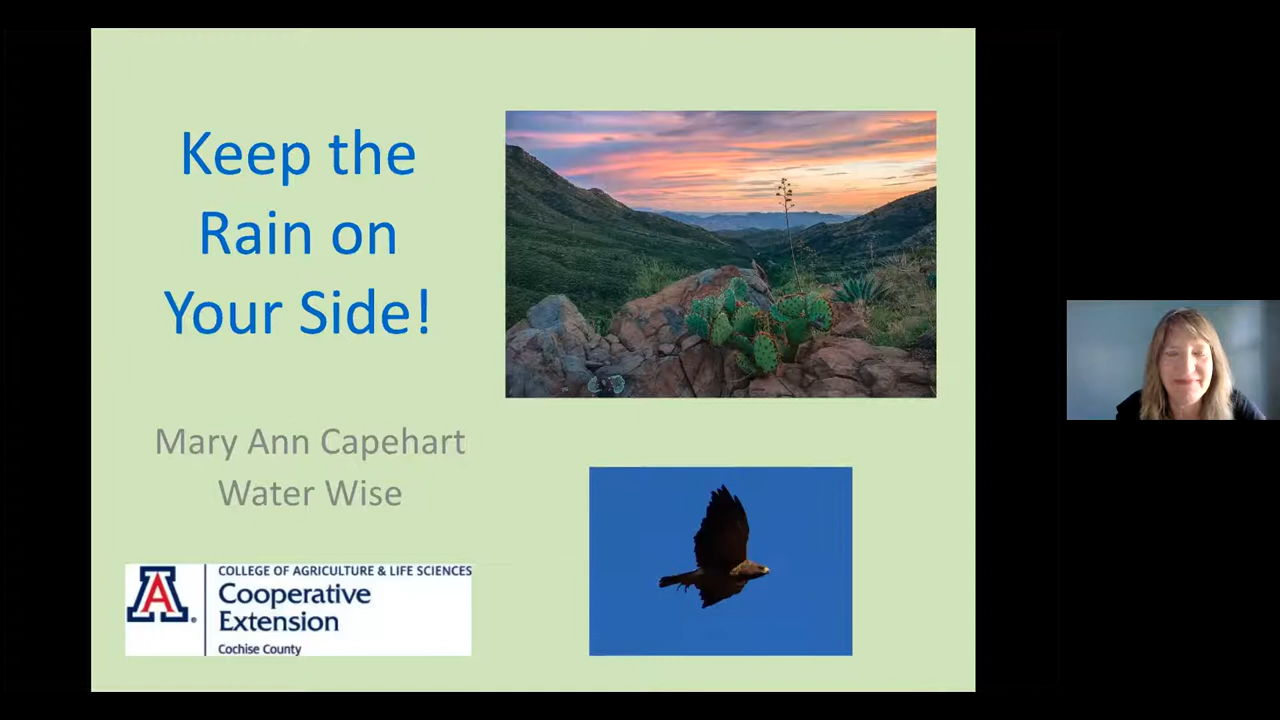 Keep the
Rain on
Your Side!
Mary Ann Capehart
Water Wise
A
COLLEGE OF AGRICULTURE & LIFE SCIENCES
Cooperative
Extension
Cochise County